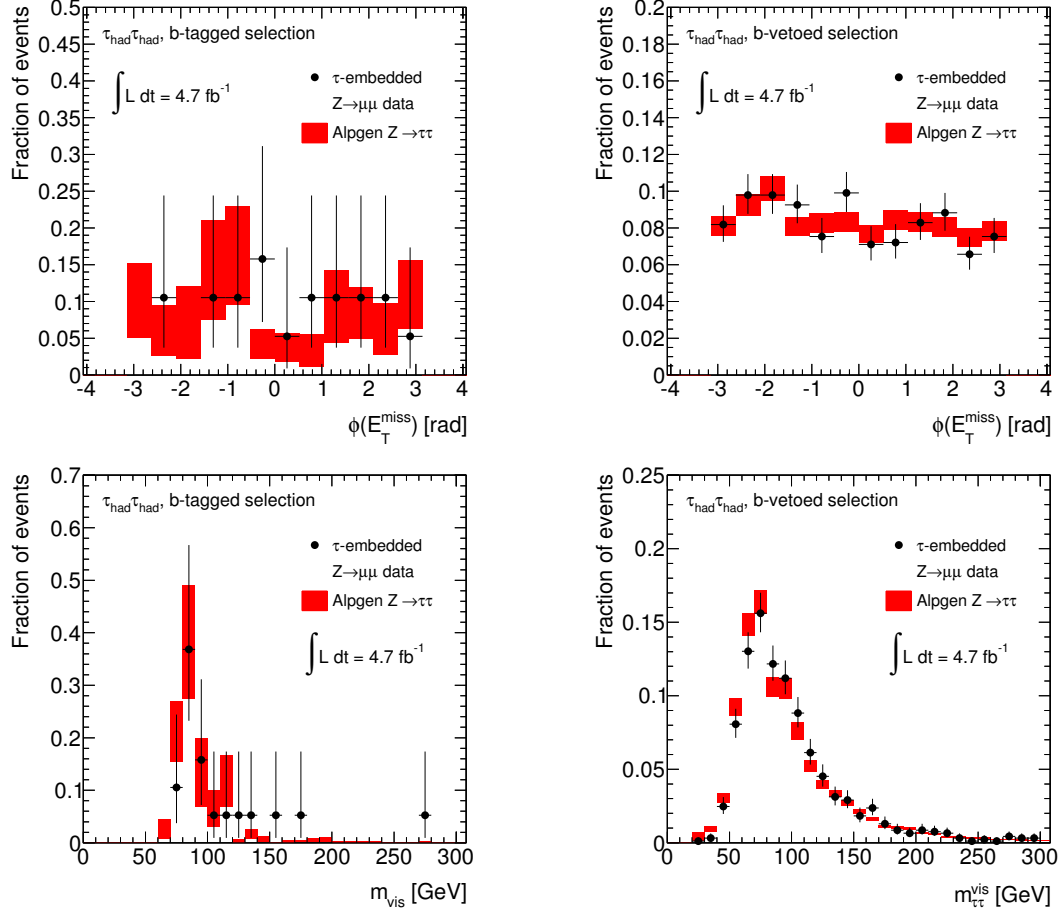 Fraction of events
0.5
0.45
0.4
0.35
0.3
0.25
0.2
0.15
0.1
0.05
0
τhadτhad, b-tagged selection
∫ L dt = 4.7 fb⁻¹
τ-embedded
Z→μμ data
Alpgen Z→ττ
-4 -3 -2 -1 0 1 2 3 4
ϕ(E_T^miss) [rad]
Fraction of events
0.2
0.18
0.16
0.14
0.12
0.1
0.08
0.06
0.04
0.02
0
τhadτhad, b-vetoed selection
∫ L dt = 4.7 fb⁻¹
τ-embedded
Z→μμ data
Alpgen Z→ττ
-4 -3 -2 -1 0 1 2 3 4
ϕ(E_T^miss) [rad]
Fraction of events
0.7
0.6
0.5
0.4
0.3
0.2
0.1
0
τhadτhad, b-tagged selection
τ-embedded
Z→μμ data
Alpgen Z→ττ
∫ L dt = 4.7 fb⁻¹
0 50 100 150 200 250 300
m_vis [GeV]
Fraction of events
0.25
0.2
0.15
0.1
0.05
0
τhadτhad, b-vetoed selection
τ-embedded
Z→μμ data
Alpgen Z→ττ
∫ L dt = 4.7 fb⁻¹
0 50 100 150 200 250 300
m_ττ^vis [GeV]